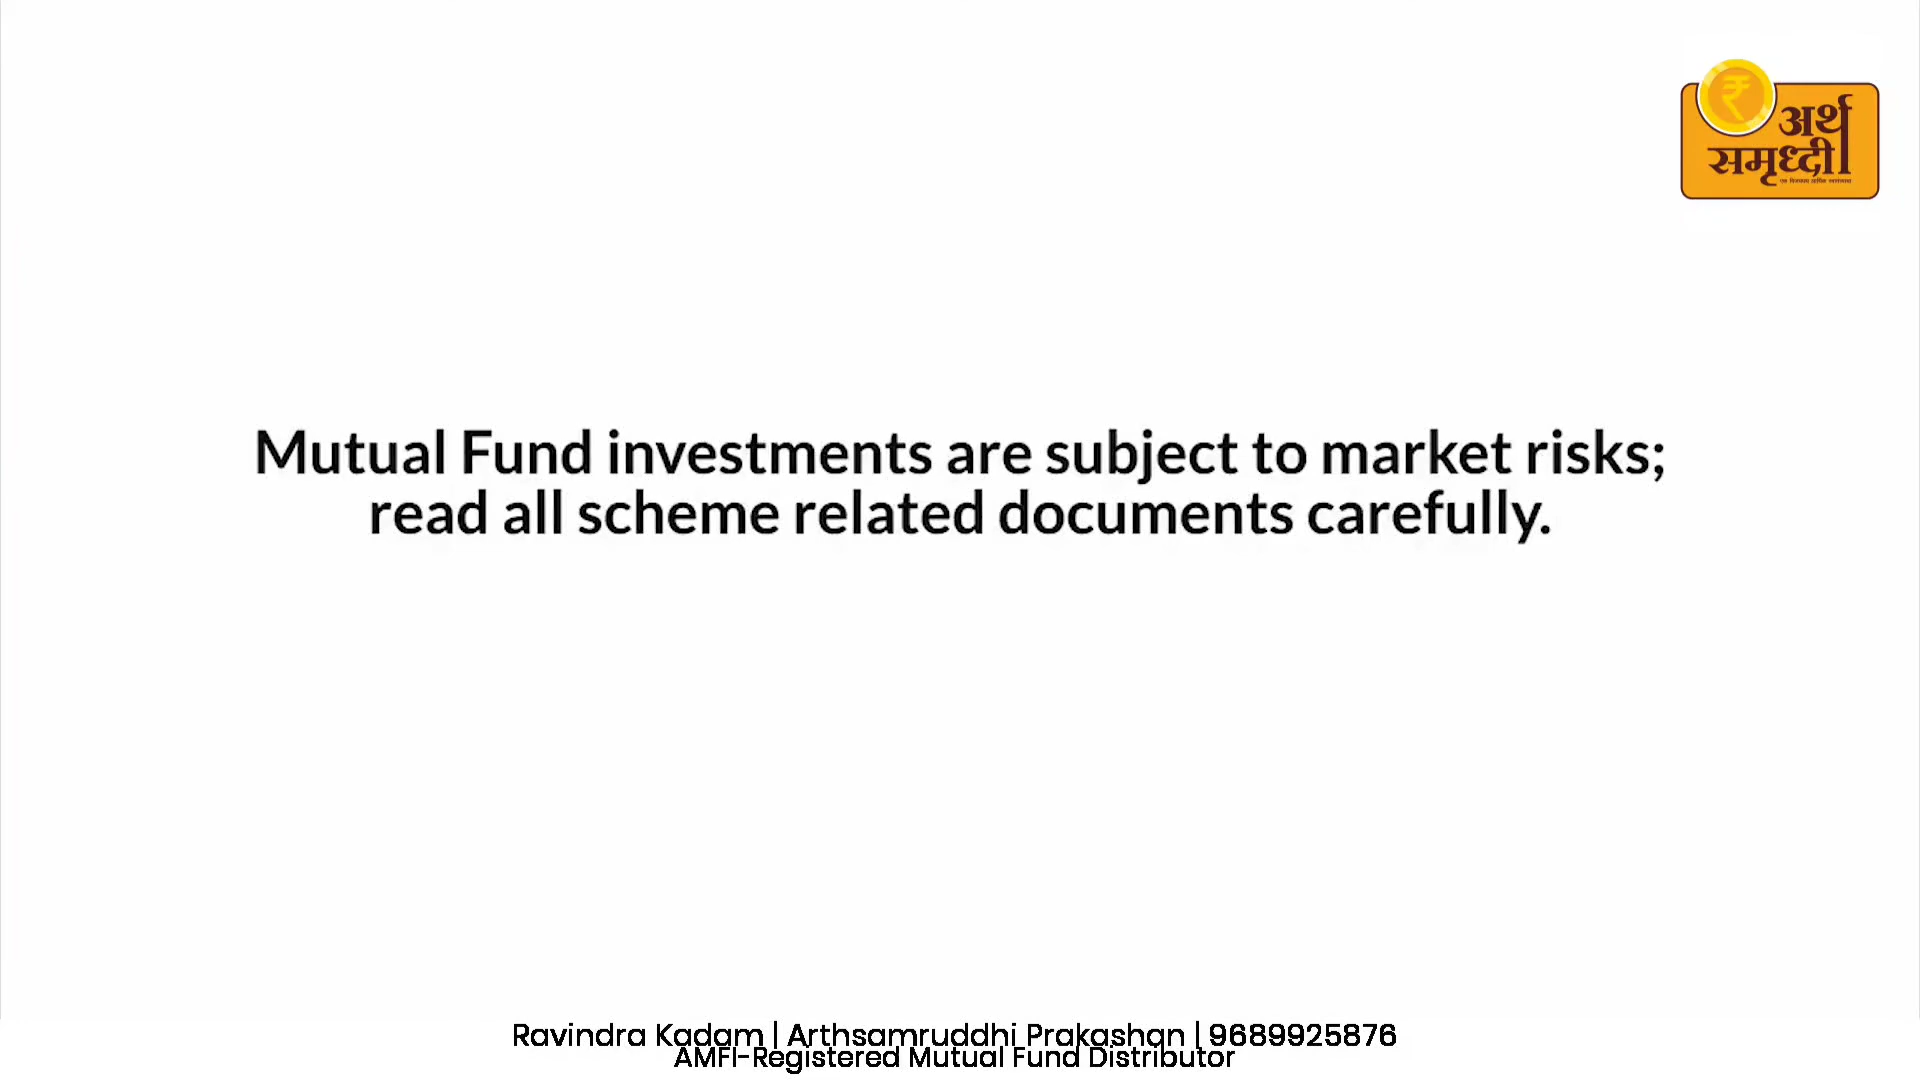 ₹
अर्थ
समृध्दी
Mutual Fund investments are subject to market risks;
read all scheme related documents carefully.
Ravindra Kadam | Arthsamruddhi Prakashan | 9689925876
AMFI-Registered Mutual Fund Distributor